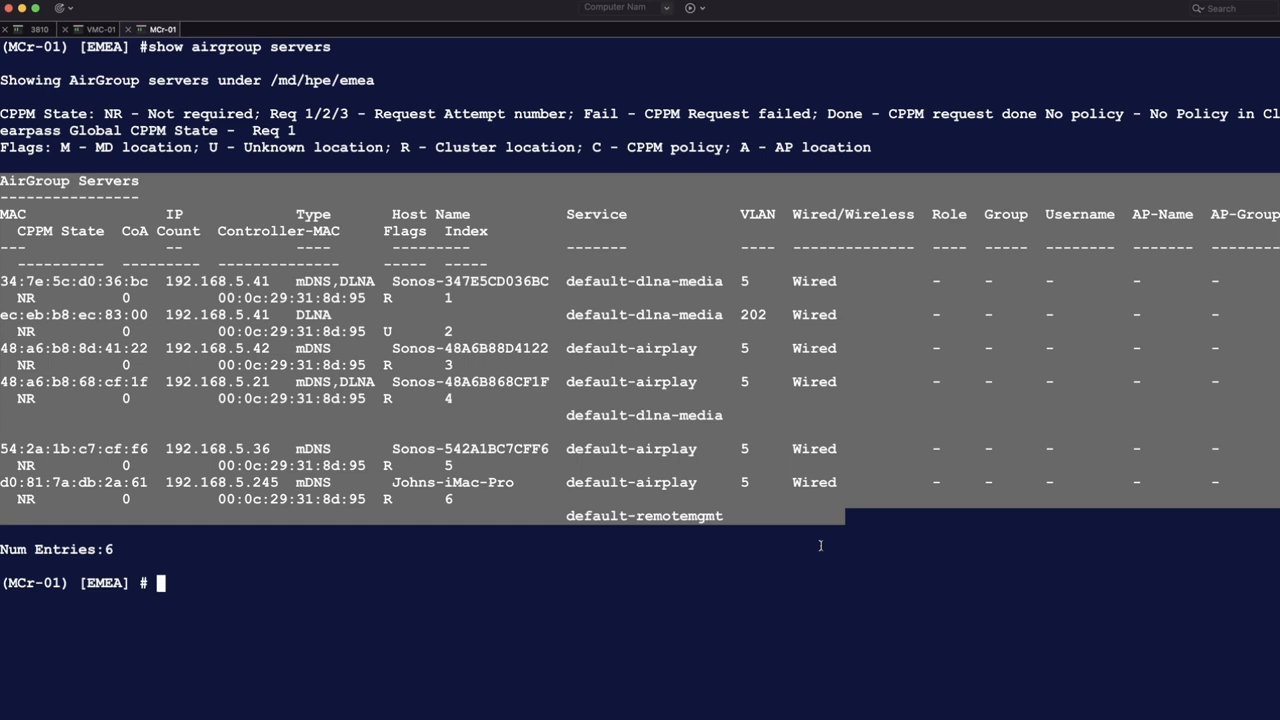 Computer Nam
Search
3810 VMC-01 MCr-01
(MCr-01) [EMEA] #show airgroup servers
Showing AirGroup servers under /md/hpe/emea
CPPM State: NR - Not required; Req 1/2/3 - Request Attempt number; Fail - CPPM Request failed; Done - CPPM request done No policy - No Policy in Cl
earpass Global CPPM State -  Req 1
Flags: M - MD location; U - Unknown location; R - Cluster location; C - CPPM policy; A - AP location
AirGroup Servers
----------------
MAC IP Type Host Name Service VLAN Wired/Wireless Role Group Username AP-Name AP-Group
CPPM State CoA Count Controller-MAC Flags Index
--- -- ---- --------- ------- ---- -------------- ---- ----- -------- ------- --------
---------- --------- -------------- ----- -----
34:7e:5c:d0:36:bc 192.168.5.41 mDNS,DLNA Sonos-347E5CD036BC default-dlna-media 5 Wired - - - - -
NR 0 00:0c:29:31:8d:95 R 1
ec:eb:b8:ec:83:00 192.168.5.41 DLNA default-dlna-media 202 Wired - - - - -
NR 0 00:0c:29:31:8d:95 U 2
48:a6:b8:8d:41:22 192.168.5.42 mDNS Sonos-48A6B88D4122 default-airplay 5 Wired - - - - -
NR 0 00:0c:29:31:8d:95 R 3
48:a6:b8:68:cf:1f 192.168.5.21 mDNS,DLNA Sonos-48A6B868CF1F default-airplay 5 Wired - - - - -
NR 0 00:0c:29:31:8d:95 R 4
default-dlna-media
54:2a:1b:c7:cf:f6 192.168.5.36 mDNS Sonos-542A1BC7CFF6 default-airplay 5 Wired - - - - -
NR 0 00:0c:29:31:8d:95 R 5
d0:81:7a:db:2a:61 192.168.5.245 mDNS Johns-iMac-Pro default-airplay 5 Wired - - - - -
NR 0 00:0c:29:31:8d:95 R 6
default-remotemgmt
Num Entries:6
(MCr-01) [EMEA] #